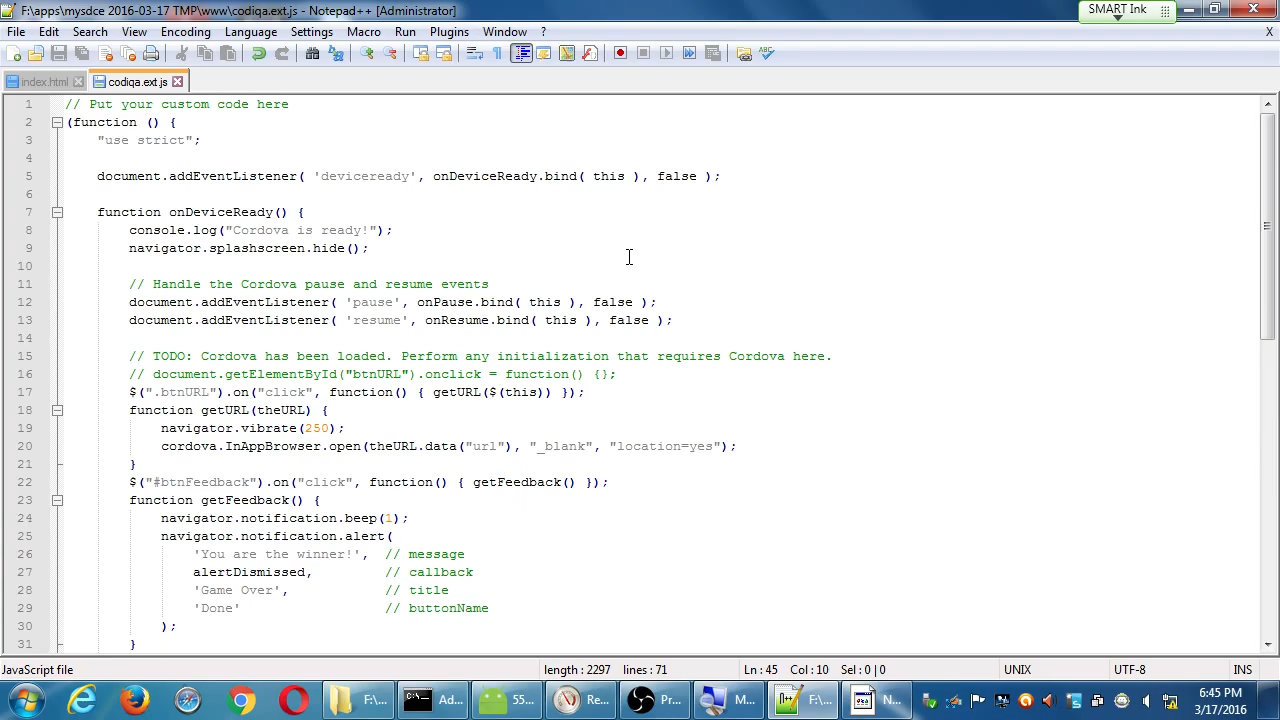 F:\apps\mysdce 2016-03-17 TMP\www\codiqa.ext.js - Notepad++ [Administrator]
SMART Ink
File Edit Search View Encoding Language Settings Macro Run Plugins Window ? X
index.html codiqa.ext.js
1 // Put your custom code here
2 (function () {
3 "use strict";
4
5 document.addEventListener( 'deviceready', onDeviceReady.bind( this ), false );
6
7 function onDeviceReady() {
8 console.log("Cordova is ready!");
9 navigator.splashscreen.hide();
10
11 // Handle the Cordova pause and resume events
12 document.addEventListener( 'pause', onPause.bind( this ), false );
13 document.addEventListener( 'resume', onResume.bind( this ), false );
14
15 // TODO: Cordova has been loaded. Perform any initialization that requires Cordova here.
16 // document.getElementById("btnURL").onclick = function() {};
17 $(".btnURL").on("click", function() { getURL($(this)) });
18 function getURL(theURL) {
19 navigator.vibrate(250);
20 cordova.InAppBrowser.open(theURL.data("url"), "_blank", "location=yes");
21 }
22 $("#btnFeedback").on("click", function() { getFeedback() });
23 function getFeedback() {
24 navigator.notification.beep(1);
25 navigator.notification.alert(
26 'You are the winner!', // message
27 alertDismissed, // callback
28 'Game Over', // title
29 'Done' // buttonName
30 );
31 }
JavaScript file length : 2297 lines : 71 Ln : 45 Col : 10 Sel : 0 | 0 UNIX UTF-8 INS
F:\... Ad... 55... Re... Pr... M... F:\... N... 6:45 PM
3/17/2016